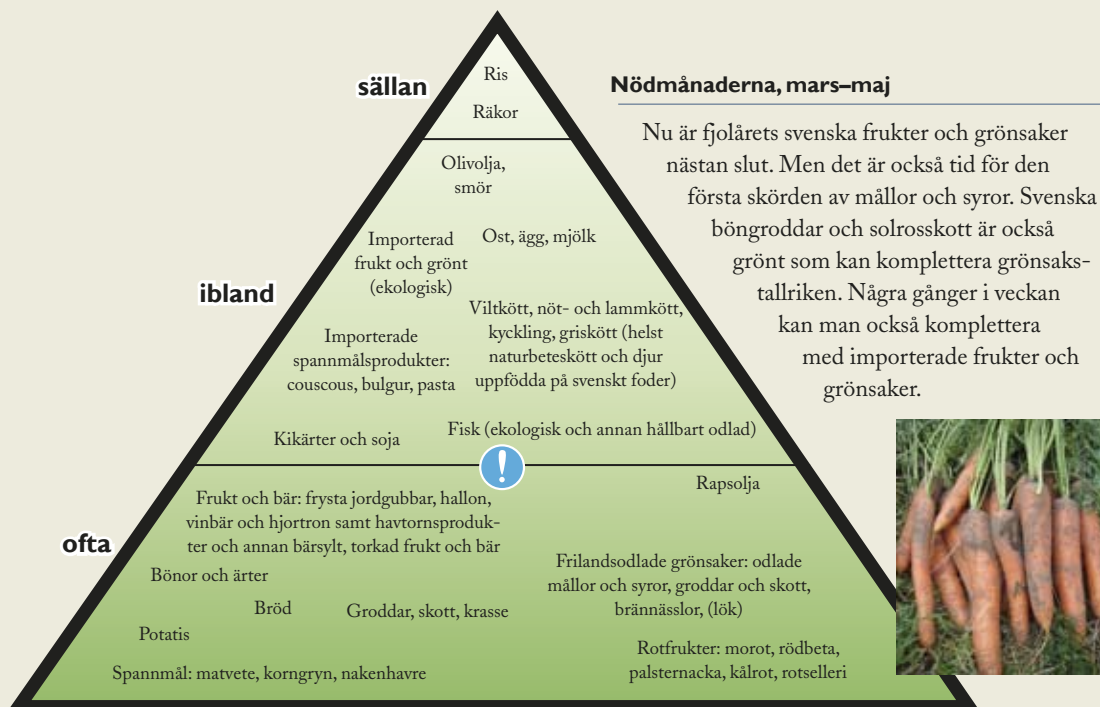 sällan
Ris
Räkor
Nödmånaderna, mars–maj
Nu är fjolårets svenska frukter och grönsaker
nästan slut. Men det är också tid för den
första skörden av mållor och syror. Svenska
böngroddar och solrosskott är också
grönt som kan komplettera grönsaks-
tallriken. Några gånger i veckan
kan man också komplettera
med importerade frukter och
grönsaker.
ibland
Olivolja,
smör
Importerad
frukt och grönt
(ekologisk)
Ost, ägg, mjölk
Importerade
spannmålsprodukter:
couscous, bulgur, pasta
Viltkött, nöt- och lammkött,
kyckling, griskött (helst
naturbeteskött och djur
uppfödda på svenskt foder)
Kikärter och soja
Fisk (ekologisk och annan hållbart odlad)
!
ofta
Rapsolja
Frukt och bär: frysta jordgubbar, hallon,
vinbär och hjortron samt havtornsproduk-
ter och annan bärsylt, torkad frukt och bär
Bönor och ärter
Bröd
Groddar, skott, krasse
Potatis
Spannmål: matvete, korngryn, nakenhavre
Frilandsodlade grönsaker: odlade
mållor och syror, groddar och skott,
brännässlor, (lök)
Rotfrukter: morot, rödbeta,
palsternacka, kålrot, rotselleri